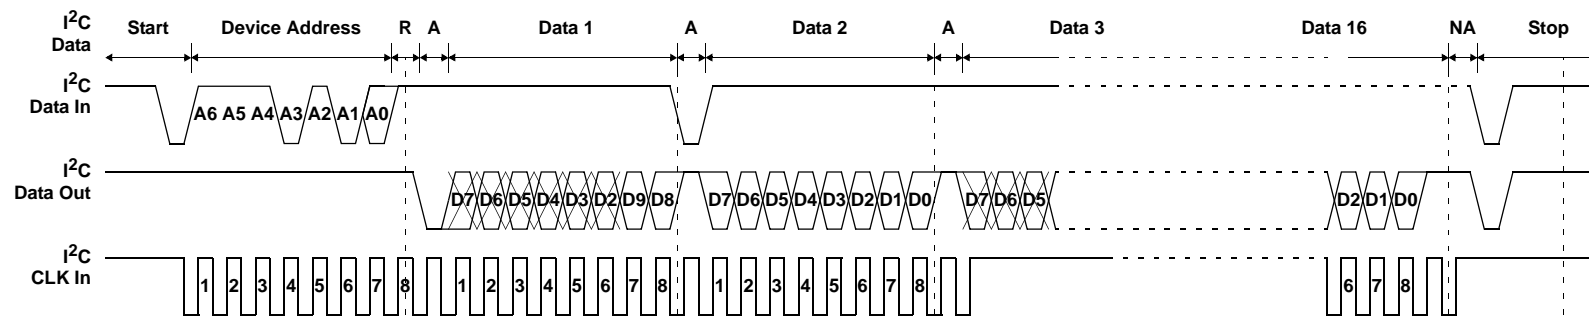 I²C Data Start Device Address R A Data 1 A Data 2 A Data 3 Data 16 NA Stop
I²C Data In A6 A5 A4 A3 A2 A1 A0
I²C Data Out D7 D6 D5 D4 D3 D2 D9 D8 D7 D6 D5 D4 D3 D2 D1 D0 D7 D6 D5 D2 D1 D0
I²C CLK In 1 2 3 4 5 6 7 8 1 2 3 4 5 6 7 8 1 2 3 4 5 6 7 8 6 7 8